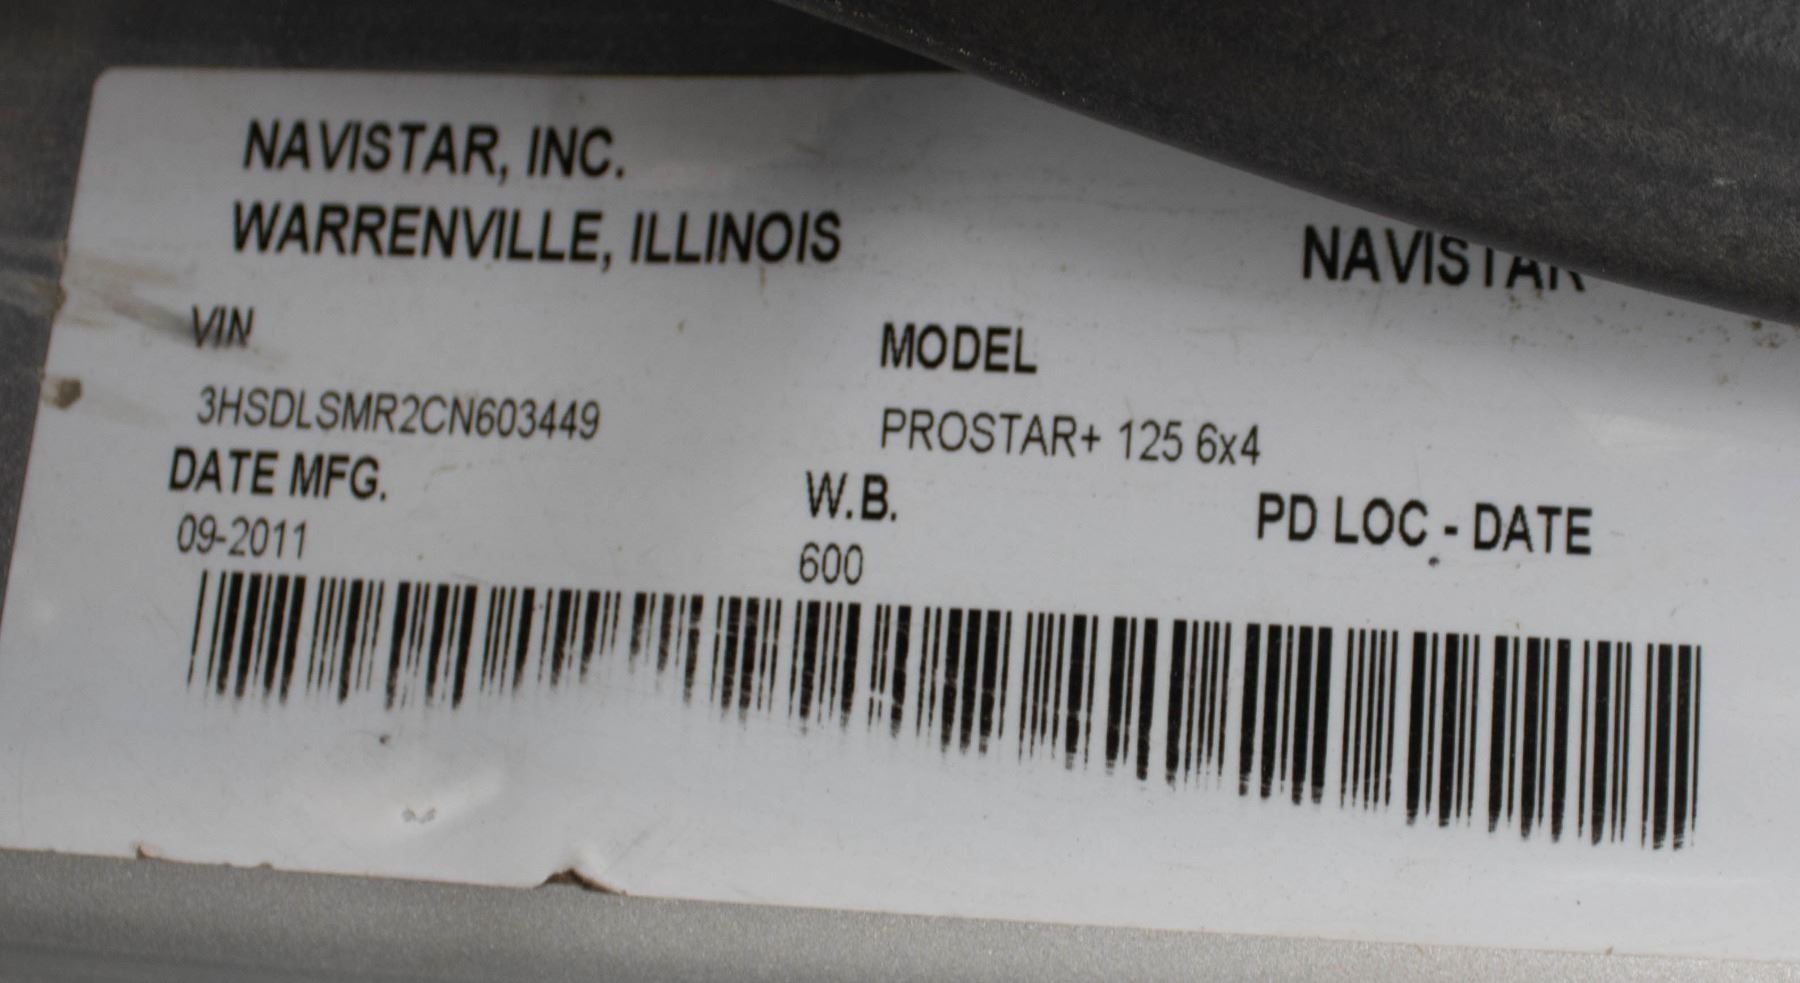 NAVISTAR, INC.
WARRENVILLE, ILLINOIS
NAVISTAR
VIN
MODEL
3HSDLSMR2CN603449
PROSTAR+ 125 6x4
DATE MFG.
W.B.
PD LOC - DATE
09-2011
600